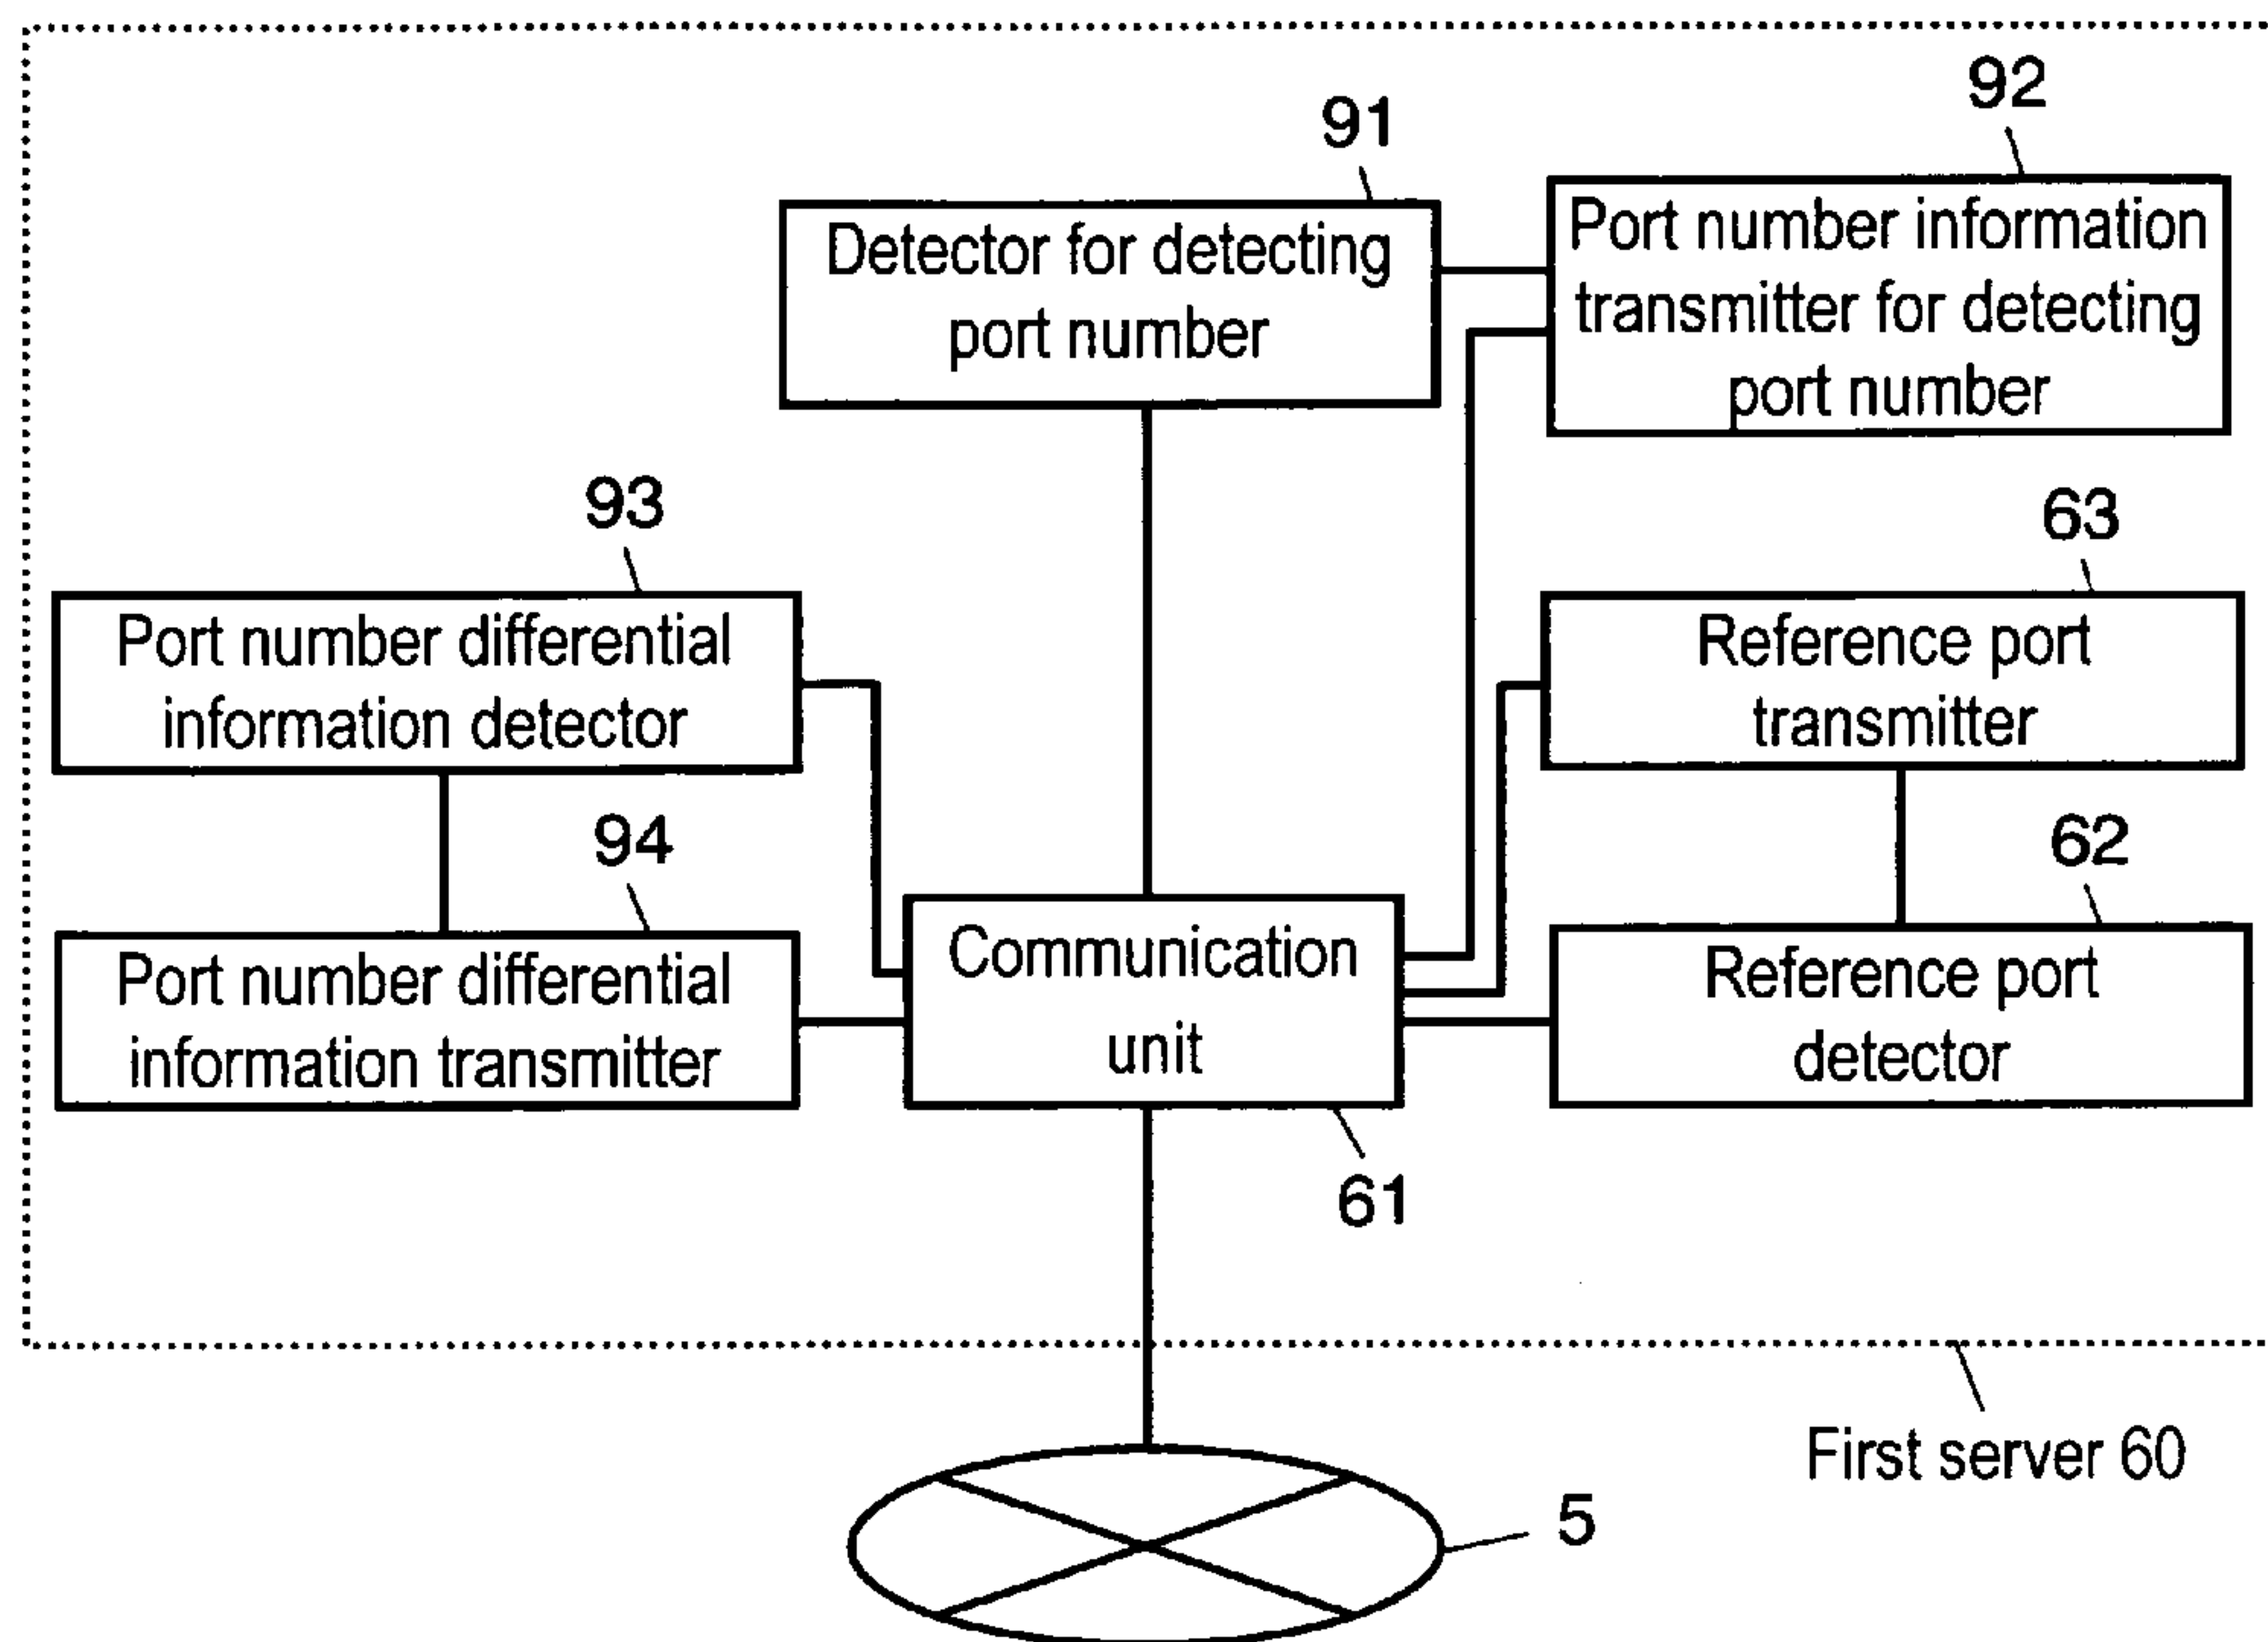 92
91
Port number information
transmitter for detecting
port number
Detector for detecting
port number
93
63
Port number differential
information detector
Reference port
transmitter
94
62
Port number differential
information transmitter
Communication
unit
Reference port
detector
61
First server 60
5